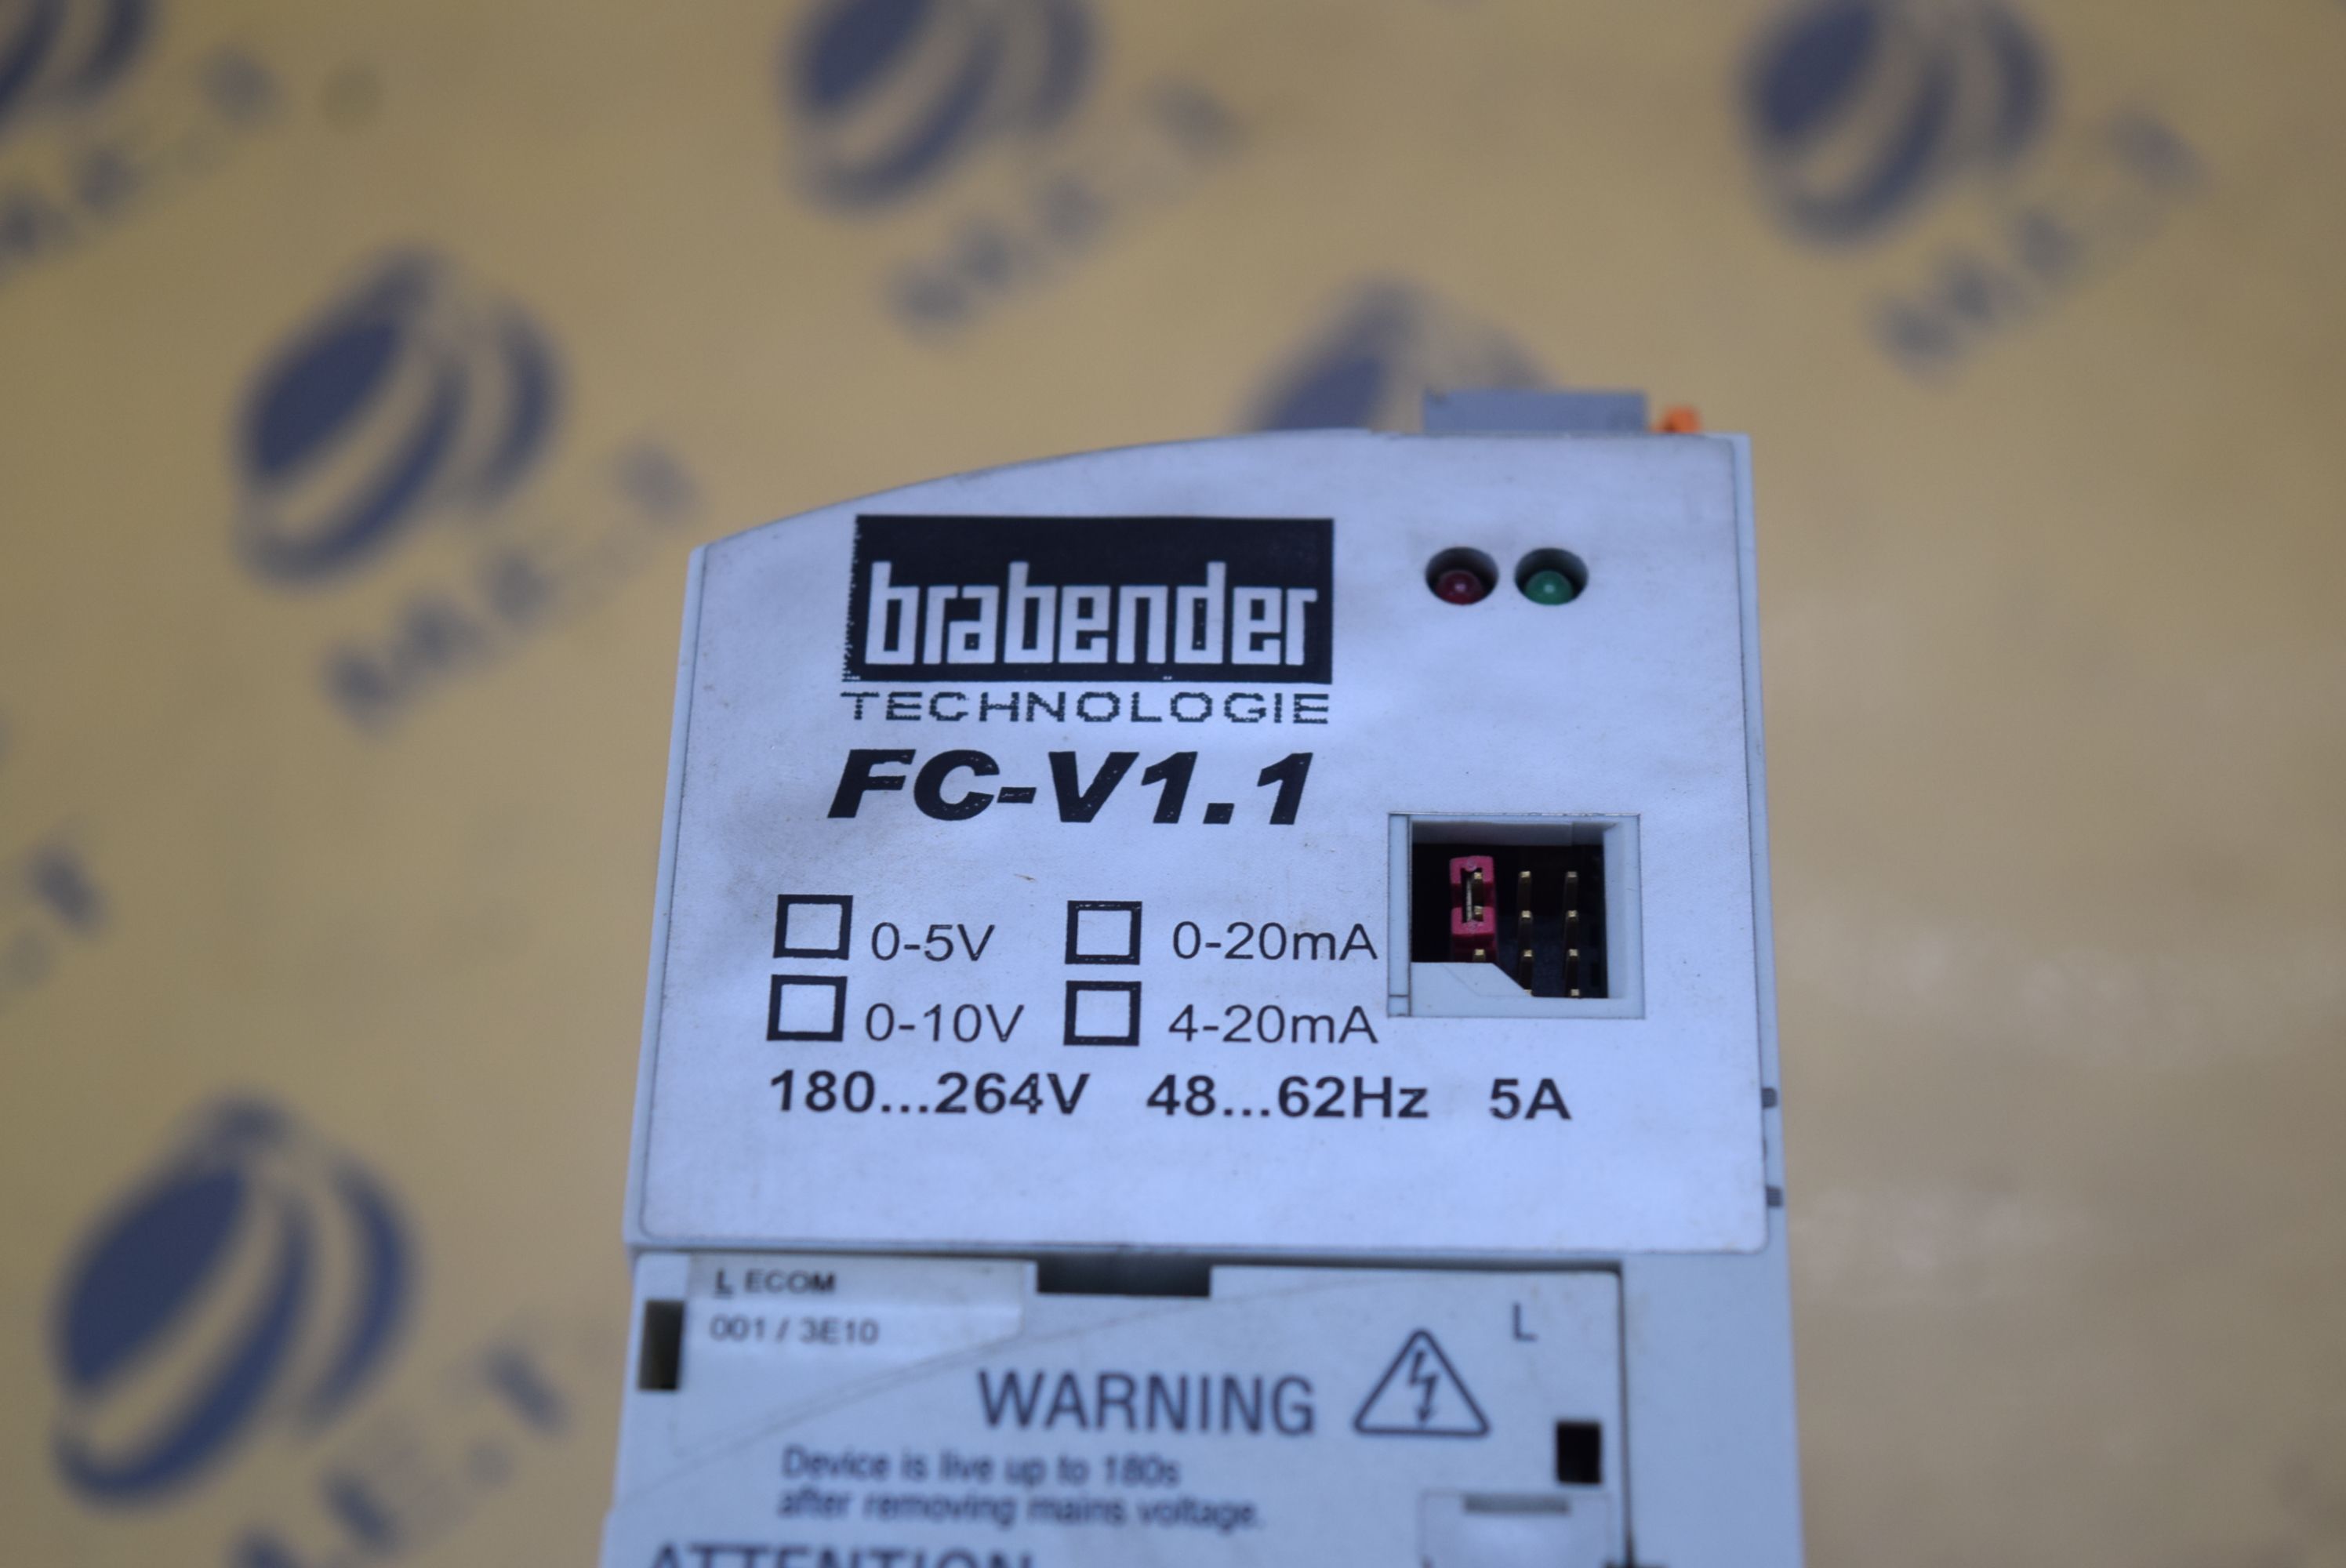 brabender
TECHNOLOGIE
FC-V1.1
0-5V 0-20mA
0-10V 4-20mA
180...264V 48...62Hz 5A
L ECOM
001 / 3E10
L
WARNING
Device is live up to 180s
after removing mains voltage.
ATTENTION